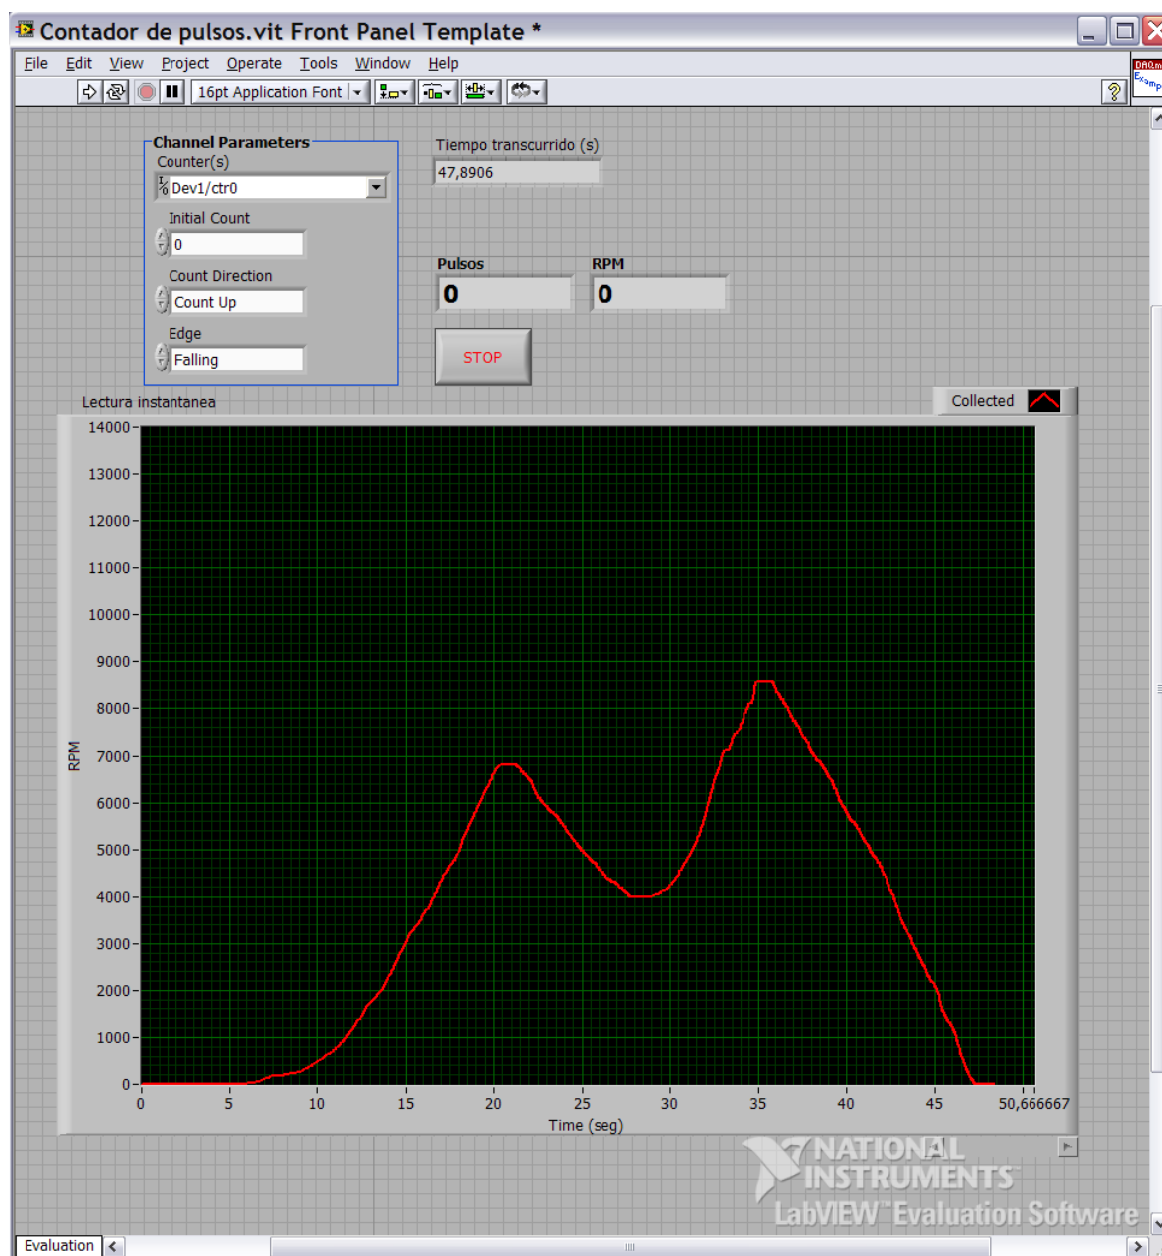 Contador de pulsos.vit Front Panel Template *
File Edit View Project Operate Tools Window Help
16pt Application Font
?
DAQm
Examp
Channel Parameters
Counter(s)
Dev1/ctr0
Initial Count
0
Count Direction
Count Up
Edge
Falling
Tiempo transcurrido (s)
47,8906
Pulsos
0
RPM
0
STOP
Lectura instantanea
Collected
14000
13000
12000
11000
10000
9000
8000
7000
6000
5000
4000
3000
2000
1000
0
RPM
0 5 10 15 20 25 30 35 40 45 50,666667
Time (seg)
NATIONAL
INSTRUMENTS
LabVIEW™ Evaluation Software
Evaluation